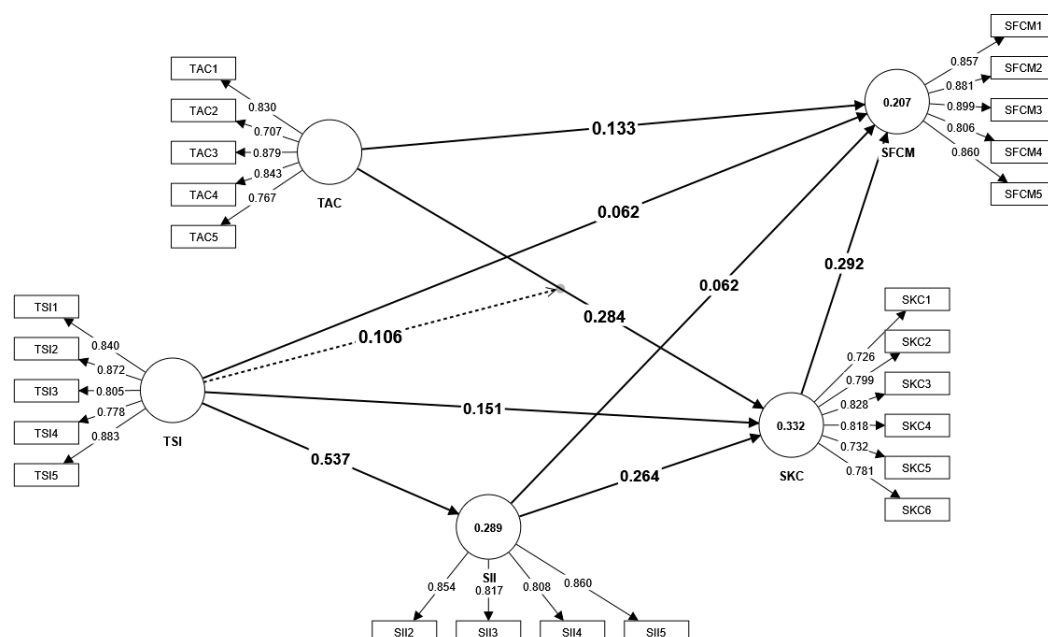 TAC1
TAC2
TAC3
TAC4
TAC5
0.830
0.707
0.879
0.843
0.767
TAC
SFCM1
SFCM2
SFCM3
SFCM4
SFCM5
0.857
0.881
0.899
0.806
0.860
0.207
SFCM
0.133
0.062
0.062
0.292
0.284
0.106
TSI1
TSI2
TSI3
TSI4
TSI5
0.840
0.872
0.805
0.778
0.883
TSI
0.151
0.537
0.264
SKC1
SKC2
SKC3
SKC4
SKC5
SKC6
0.726
0.799
0.828
0.818
0.732
0.781
0.332
SKC
0.289
SII
0.854
0.817
0.808
0.860
SII2
SII3
SII4
SII5